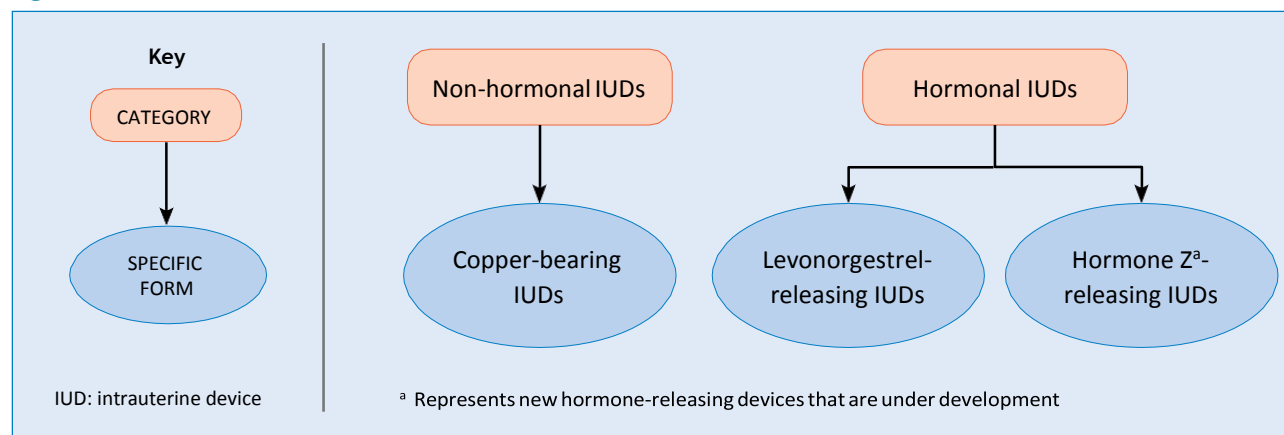 Key
CATEGORY
SPECIFIC
FORM
IUD: intrauterine device
Non-hormonal IUDs
Copper-bearing
IUDs
Hormonal IUDs
Levonorgestrel-
releasing IUDs
Hormone Zᵃ-
releasing IUDs
ᵃ Represents new hormone-releasing devices that are under development